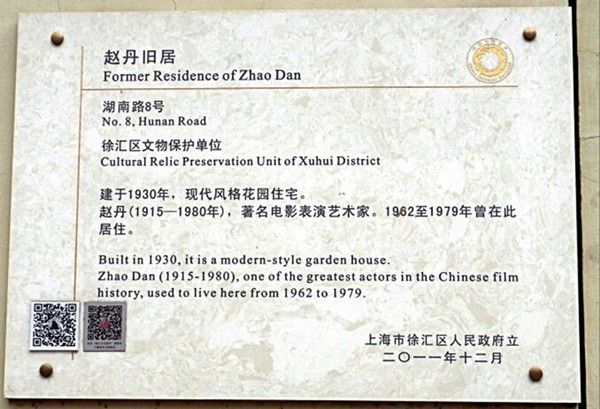 赵丹旧居
Former Residence of Zhao Dan
湖南路8号
No. 8, Hunan Road
徐汇区文物保护单位
Cultural Relic Preservation Unit of Xuhui District
建于1930年，现代风格花园住宅。
赵丹(1915—1980年)，著名电影表演艺术家。1962至1979年曾在此
居住。
Built in 1930, it is a modern-style garden house.
Zhao Dan (1915-1980), one of the greatest actors in the Chinese film
history, used to live here from 1962 to 1979.
上海市徐汇区人民政府立
二〇一一年十二月